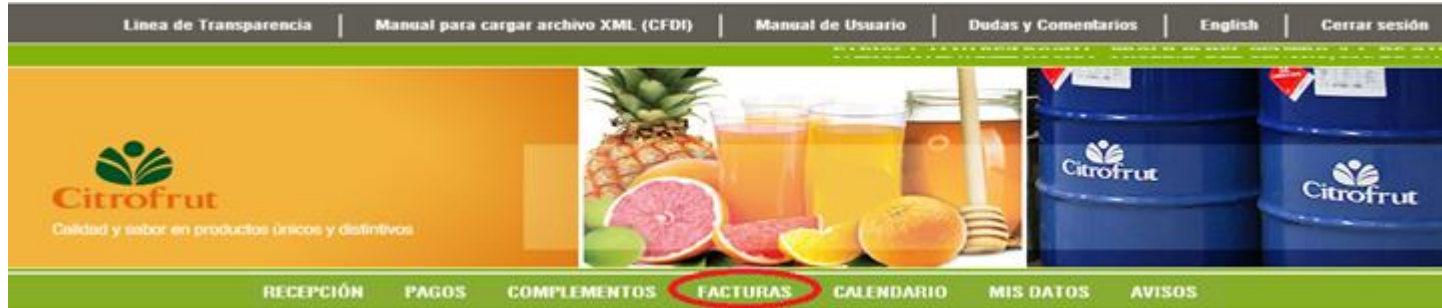 Linea de Transparencia | Manual para cargar archivo XML (CFDI) | Manual de Usuario | Dudas y Comentarios | English | Cerrar sesión
Citrofrut
Calidad y sabor en productos únicos y distintivos
Citrofrut
Citrofrut
RECEPCIÓN PAGOS COMPLEMENTOS FACTURAS CALENDARIO MIS DATOS AVISOS